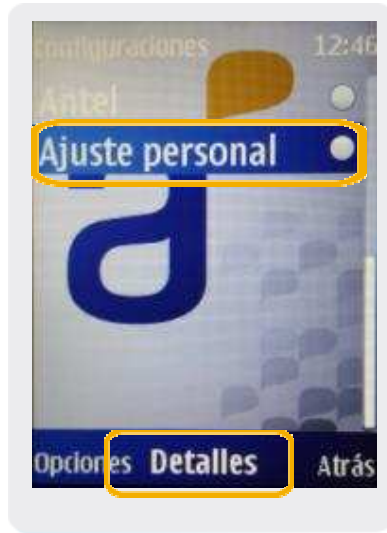 Configuraciones 12:46
Antel
Ajuste personal
Opciones Detalles Atrás